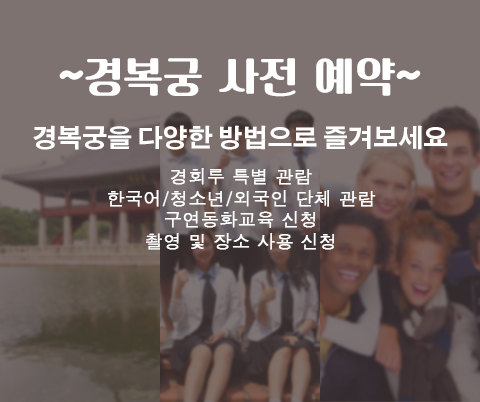 ~경복궁 사전 예약~
경복궁을 다양한 방법으로 즐겨보세요
경회루 특별 관람
한국어/청소년/외국인 단체 관람
구연동화교육 신청
촬영 및 장소 사용 신청